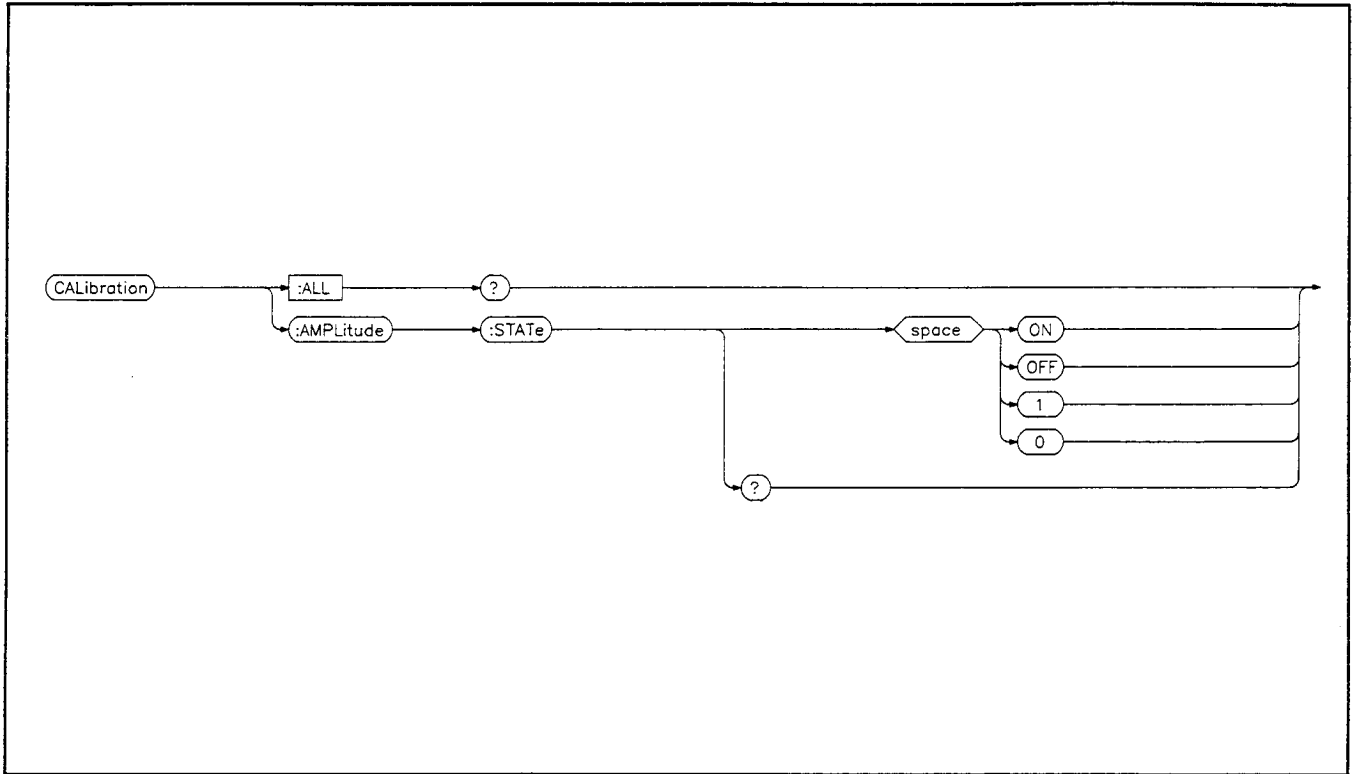 CALibration :ALL ?
:AMPLitude :STATe space ON
OFF
1
0
?